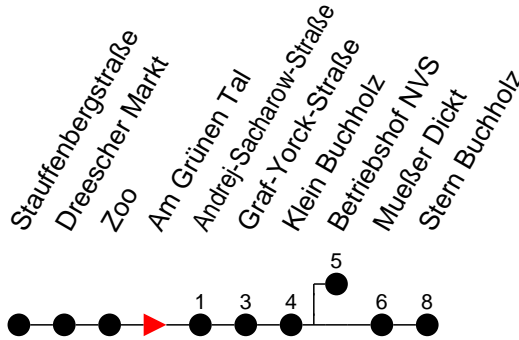 Stauffenbergstraße
Dreescher Markt
Zoo
Am Grünen Tal
Andrej-Sacharow-Straße
Graf-Yorck-Straße
Klein Buchholz
Betriebshof NVS
Mueßer Dickt
Stern Buchholz
5
1 3 4 6 8